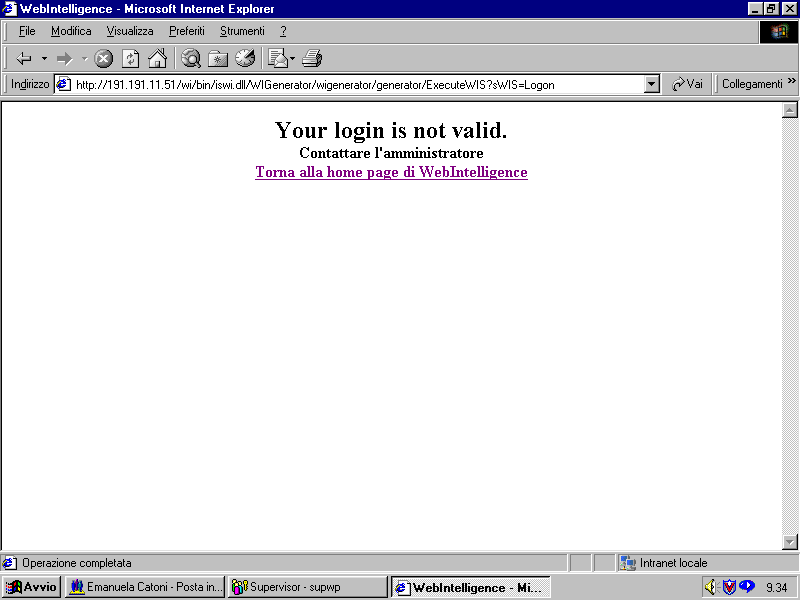 WebIntelligence - Microsoft Internet Explorer
File Modifica Visualizza Preferiti Strumenti ?
Indirizzo http://191.191.11.51/wi/bin/iswi.dll/WIGenerator/wigenerator/generator/ExecuteWIS?sWIS=Logon Vai Collegamenti »
Your login is not valid.
Contattare l'amministratore
Torna alla home page di WebIntelligence
Operazione completata Intranet locale
Avvio Emanuela Catoni - Posta in... Supervisor - supwp WebIntelligence - Mi... 9.34